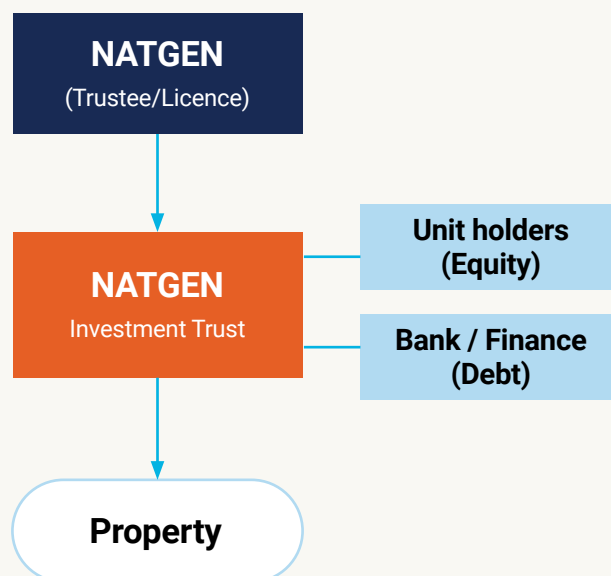 NATGEN
(Trustee/Licence)
NATGEN
Investment Trust
Unit holders
(Equity)
Bank / Finance
(Debt)
Property